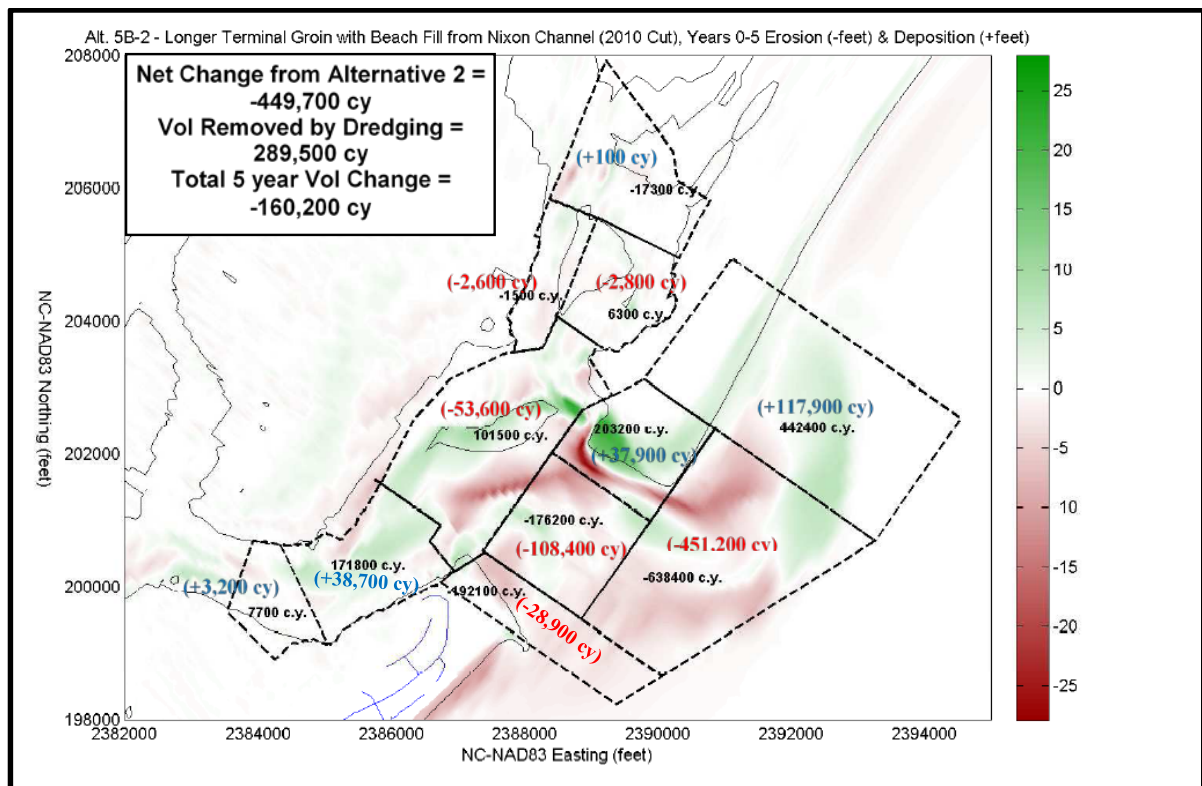 Alt. 5B-2 - Longer Terminal Groin with Beach Fill from Nixon Channel (2010 Cut), Years 0-5 Erosion (-feet) & Deposition (+feet)
Net Change from Alternative 2 =
-449,700 cy
Vol Removed by Dredging =
289,500 cy
Total 5 year Vol Change =
-160,200 cy
208000
206000
204000
202000
200000
198000
NC-NAD83 Northing (feet)
(+100 cy)
-17300 c.y.
(-2,600 cy)
-1500 c.y.
(-2,800 cy)
6300 c.y.
(-53,600 cy)
101500 c.y.
203200 c.y.
(+37,900 cy)
(+117,900 cy)
442400 c.y.
-176200 c.y.
(-108,400 cy)
(-451,200 cy)
-638400 c.y.
171800 c.y.
(+38,700 cy)
(+3,200 cy)
7700 c.y.
-492100 c.y.
(-28,900 cy)
2382000 2384000 2386000 2388000 2390000 2392000 2394000
NC-NAD83 Easting (feet)
25
20
15
10
5
0
-5
-10
-15
-20
-25